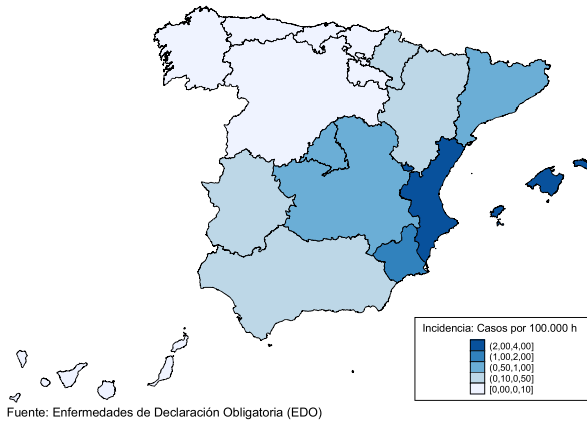 Incidencia: Casos por 100.000 h
(2,00,4,00]
(1,00,2,00]
(0,50,1,00]
(0,10,0,50]
[0,00,0,10]
Fuente: Enfermedades de Declaración Obligatoria (EDO)